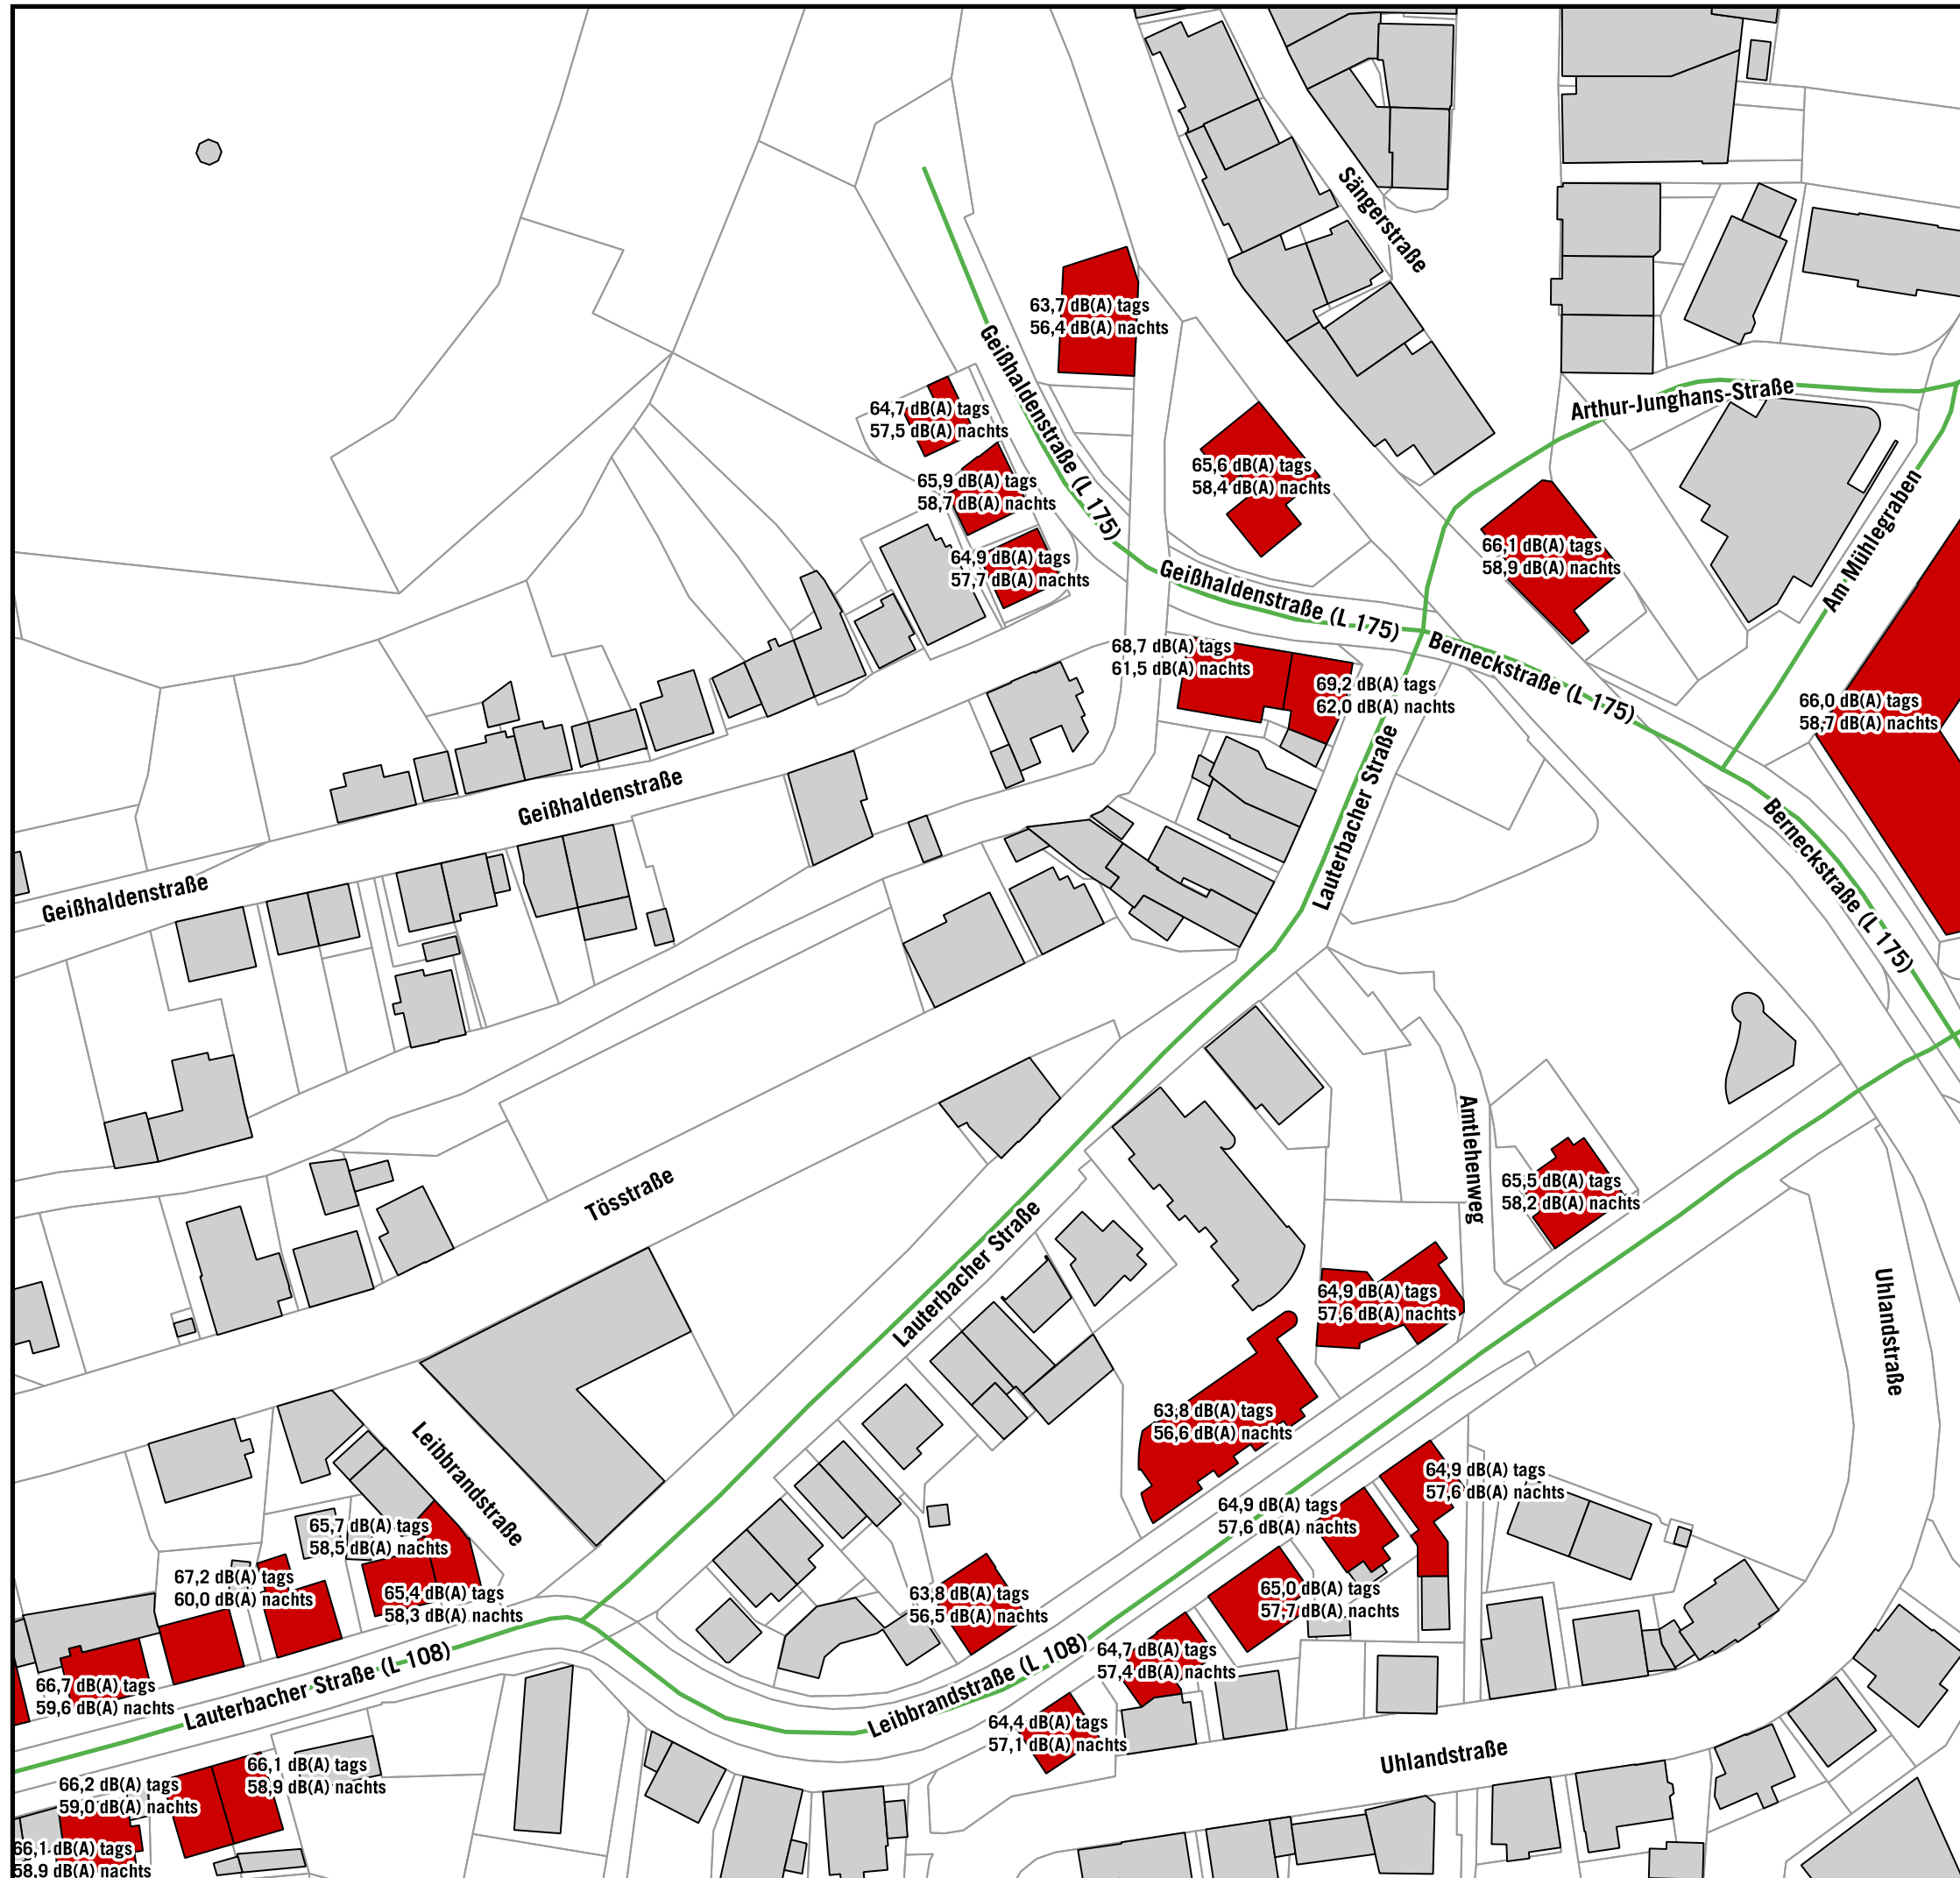 Sängerstraße
63,7 dB(A) tags
56,4 dB(A) nachts
Geißhaldenstraße (L 175)
Arthur-Junghans-Straße
64,7 dB(A) tags
57,5 dB(A) nachts
65,6 dB(A) tags
58,4 dB(A) nachts
65,9 dB(A) tags
58,7 dB(A) nachts
Am Mühlegraben
66,1 dB(A) tags
58,9 dB(A) nachts
64,9 dB(A) tags
57,7 dB(A) nachts
Geißhaldenstraße (L 175)
68,7 dB(A) tags
61,5 dB(A) nachts
Berneckstraße (L 175)
69,2 dB(A) tags
62,0 dB(A) nachts
66,0 dB(A) tags
58,7 dB(A) nachts
Geißhaldenstraße
Lauterbacher Straße
Berneckstraße (L 175)
Geißhaldenstraße
Amtlehenweg
Tösstraße
65,5 dB(A) tags
58,2 dB(A) nachts
Lauterbacher Straße
64,9 dB(A) tags
57,6 dB(A) nachts
Uhlandstraße
63,8 dB(A) tags
56,6 dB(A) nachts
Leibbrandstraße
64,9 dB(A) tags
57,6 dB(A) nachts
64,9 dB(A) tags
57,6 dB(A) nachts
65,7 dB(A) tags
58,5 dB(A) nachts
67,2 dB(A) tags
60,0 dB(A) nachts
65,4 dB(A) tags
58,3 dB(A) nachts
63,8 dB(A) tags
56,5 dB(A) nachts
65,0 dB(A) tags
57,7 dB(A) nachts
64,7 dB(A) tags
57,4 dB(A) nachts
66,7 dB(A) tags
59,6 dB(A) nachts
Lauterbacher Straße (L 108)
Leibbrandstraße (L 108)
64,4 dB(A) tags
57,1 dB(A) nachts
Uhlandstraße
66,1 dB(A) tags
58,9 dB(A) nachts
66,2 dB(A) tags
59,0 dB(A) nachts
66,1 dB(A) tags
58,9 dB(A) nachts